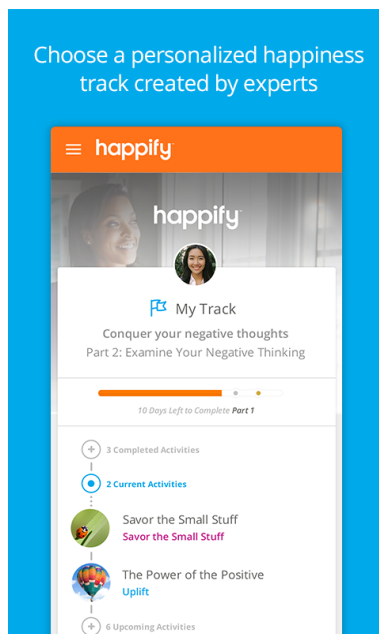 Choose a personalized happiness
track created by experts
happify
happify
My Track
Conquer your negative thoughts
Part 2: Examine Your Negative Thinking
10 Days Left to Complete Part 1
3 Completed Activities
2 Current Activities
Savor the Small Stuff
Savor the Small Stuff
The Power of the Positive
Uplift
6 Upcoming Activities